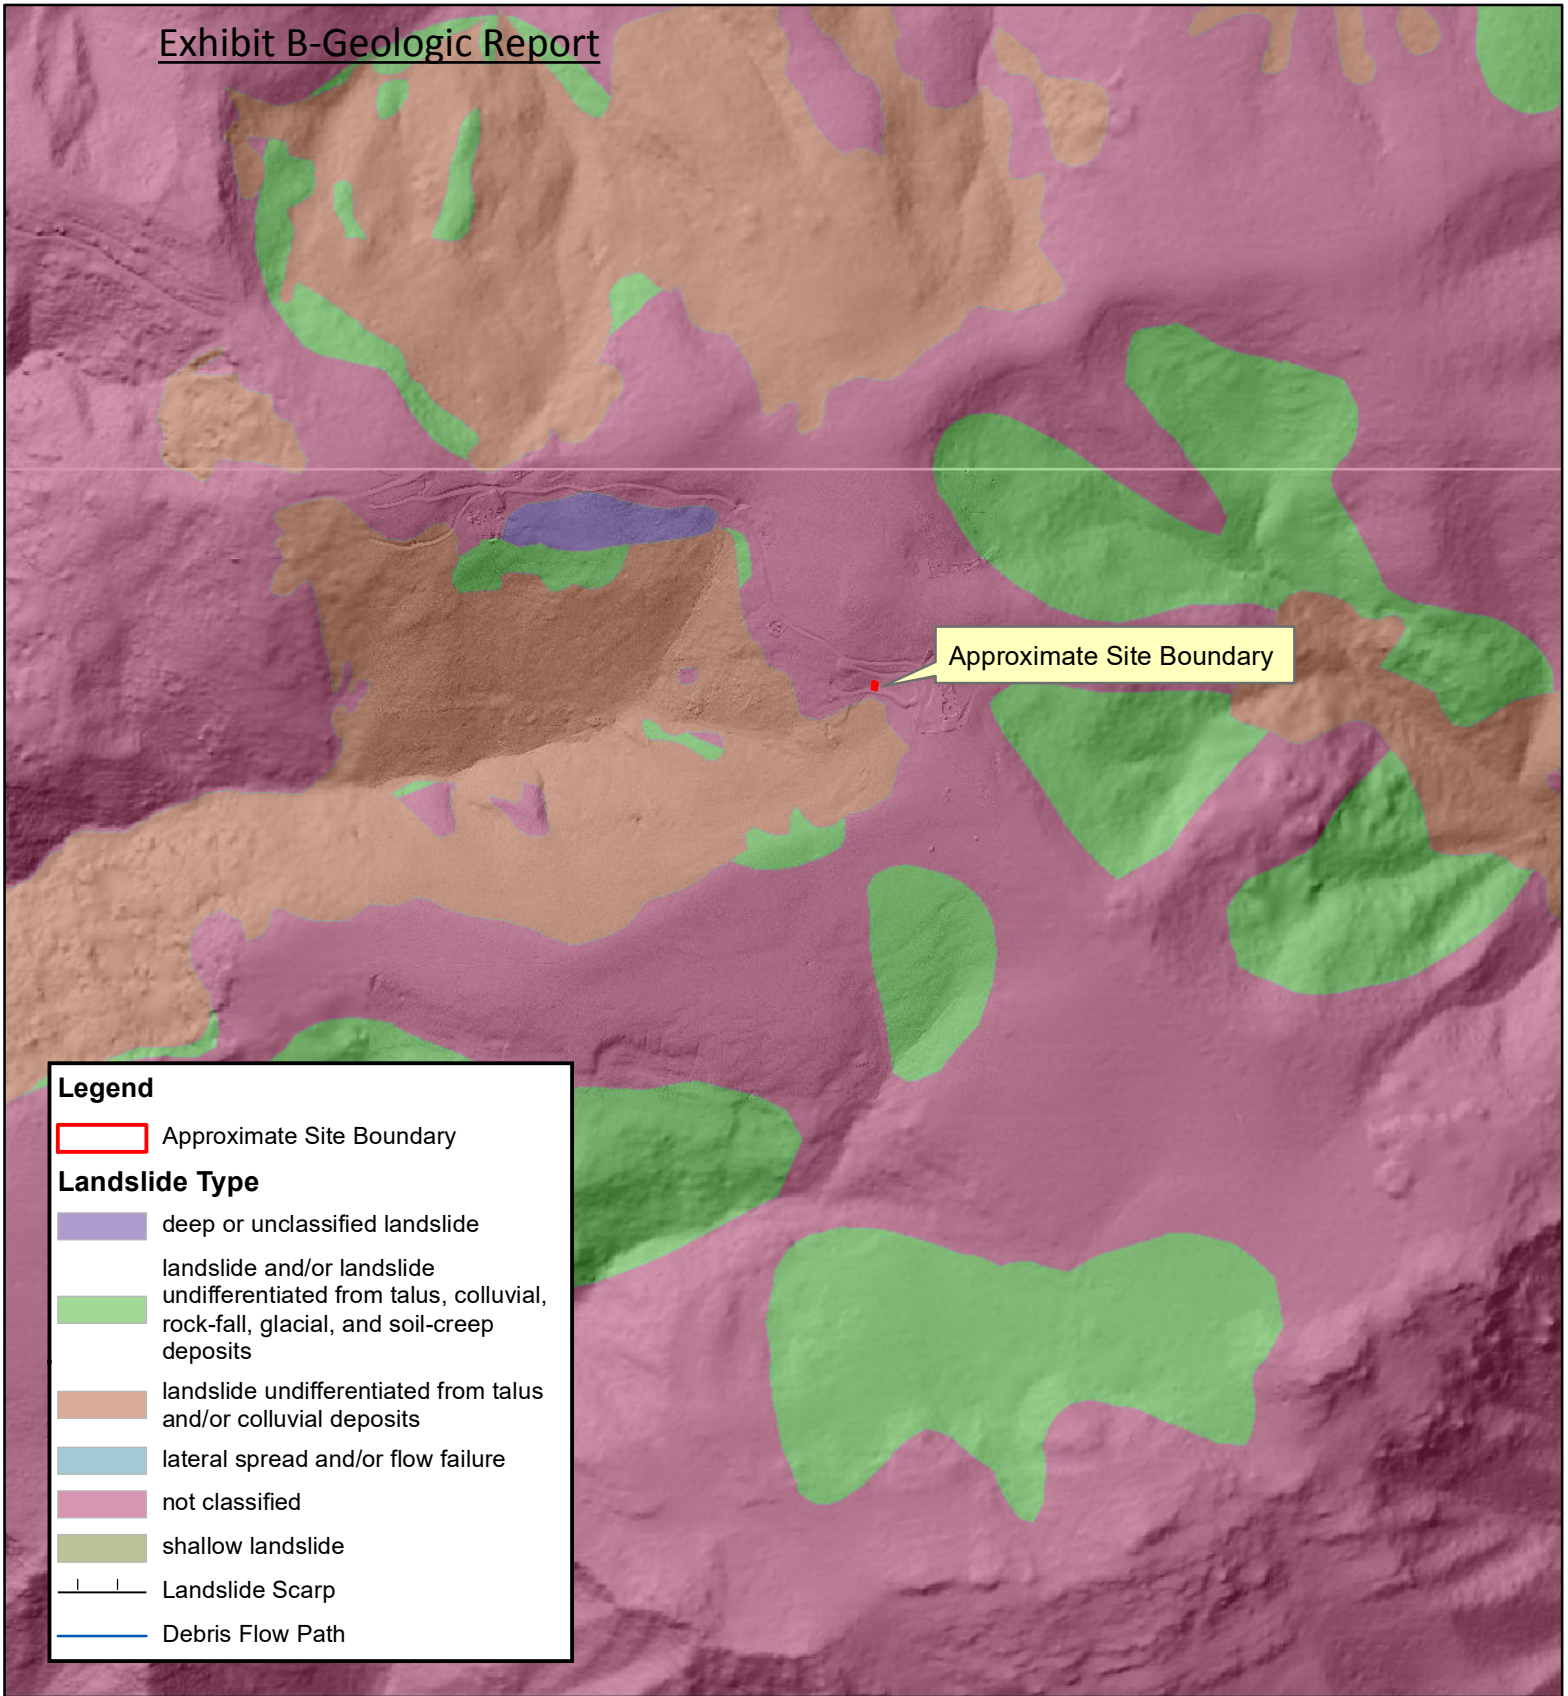 Exhibit B-Geologic Report
Approximate Site Boundary
Legend
Approximate Site Boundary
Landslide Type
deep or unclassified landslide
landslide and/or landslide
undifferentiated from talus, colluvial,
rock-fall, glacial, and soil-creep
deposits
landslide undifferentiated from talus
and/or colluvial deposits
lateral spread and/or flow failure
not classified
shallow landslide
Landslide Scarp
Debris Flow Path